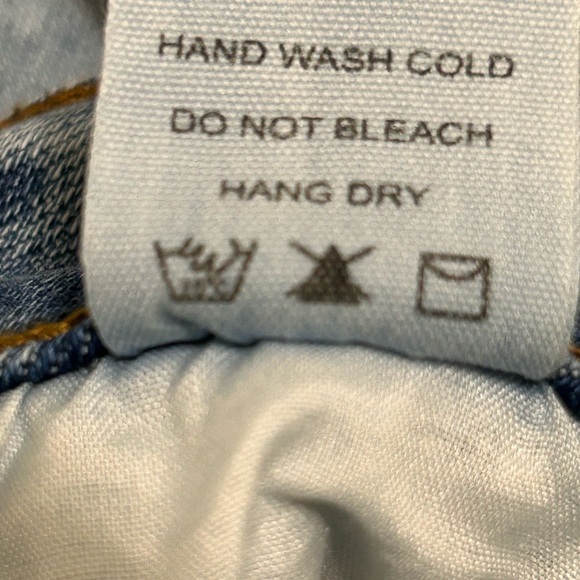 HAND WASH COLD
DO NOT BLEACH
HANG DRY